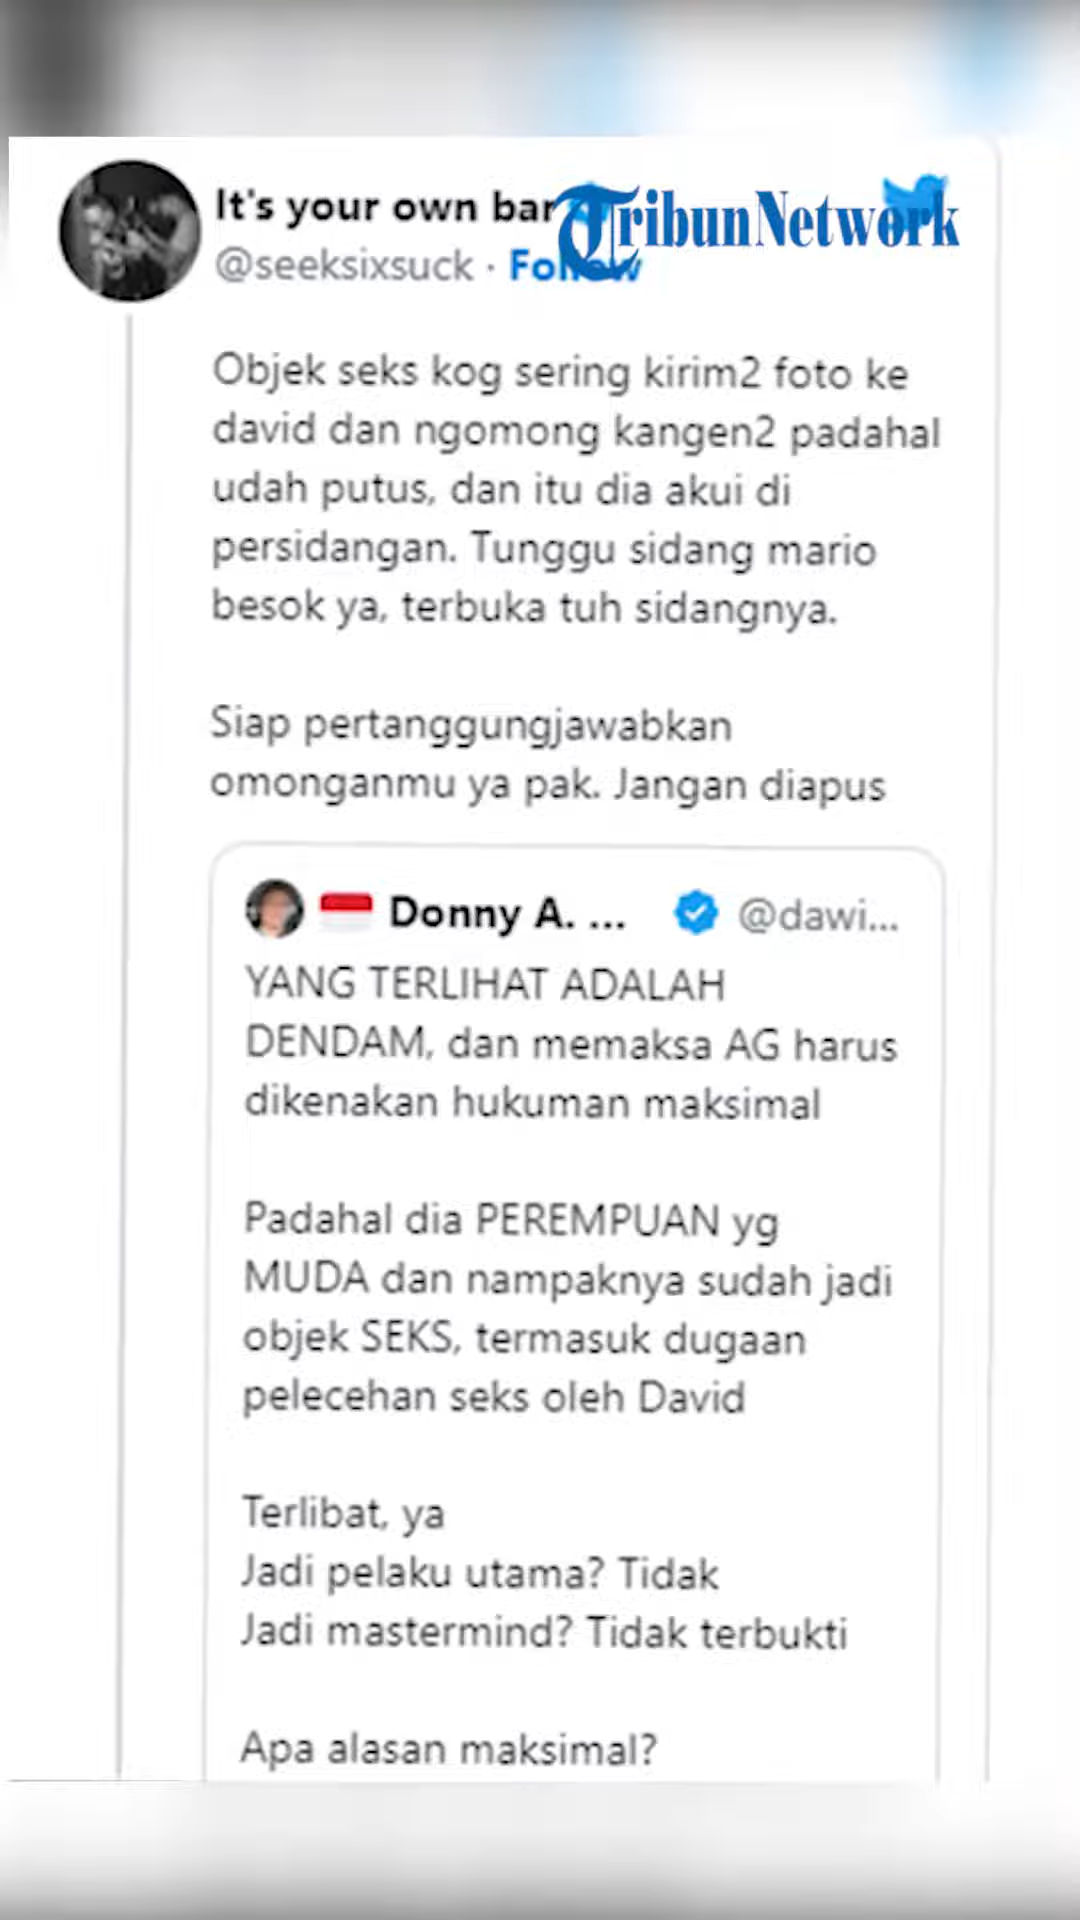 It's your own bar
TribunNetwork
@seeksixsuck · Follow
Objek seks kog sering kirim2 foto ke
david dan ngomong kangen2 padahal
udah putus, dan itu dia akui di
persidangan. Tunggu sidang mario
besok ya, terbuka tuh sidangnya.
Siap pertanggungjawabkan
omonganmu ya pak. Jangan diapus
Donny A. ... @dawi...
YANG TERLIHAT ADALAH
DENDAM, dan memaksa AG harus
dikenakan hukuman maksimal
Padahal dia PEREMPUAN yg
MUDA dan nampaknya sudah jadi
objek SEKS, termasuk dugaan
pelecehan seks oleh David
Terlibat, ya
Jadi pelaku utama? Tidak
Jadi mastermind? Tidak terbukti
Apa alasan maksimal?